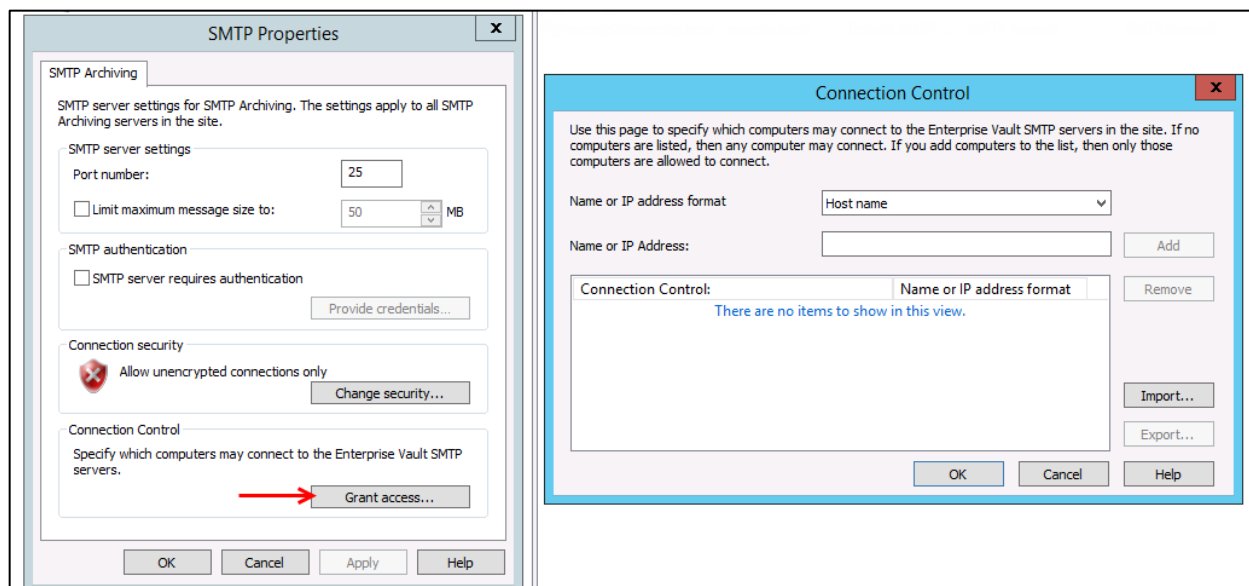 SMTP Properties
x
SMTP Archiving
SMTP server settings for SMTP Archiving. The settings apply to all SMTP
Archiving servers in the site.
SMTP server settings
Port number:
25
Limit maximum message size to:
50
MB
SMTP authentication
SMTP server requires authentication
Provide credentials...
Connection security
Allow unencrypted connections only
Change security...
Connection Control
Specify which computers may connect to the Enterprise Vault SMTP
servers.
Grant access...
OK
Cancel
Apply
Help
Connection Control
x
Use this page to specify which computers may connect to the Enterprise Vault SMTP servers in the site. If no
computers are listed, then any computer may connect. If you add computers to the list, then only those
computers are allowed to connect.
Name or IP address format
Host name
Name or IP Address:
Add
Connection Control:
Name or IP address format
Remove
There are no items to show in this view.
Import...
Export...
OK
Cancel
Help